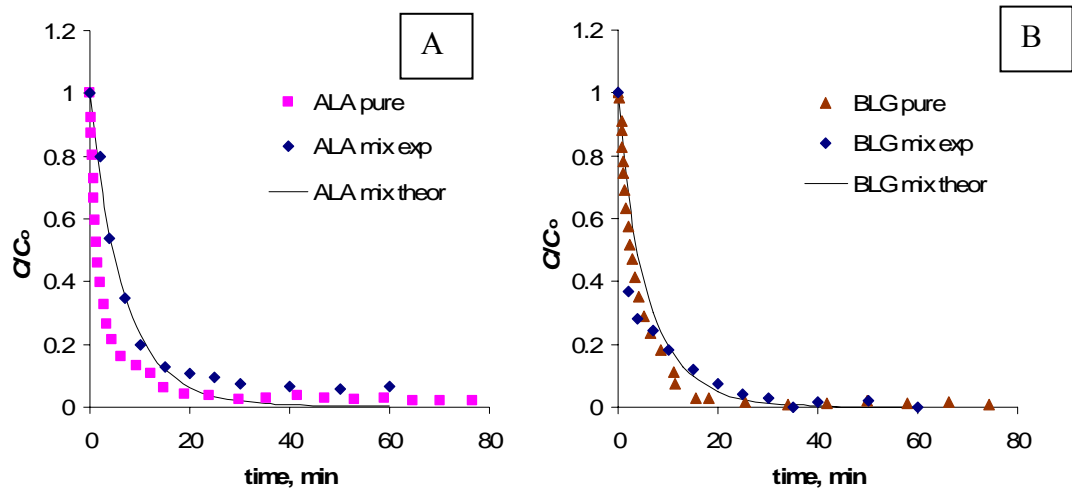 A
1.2
1
0.8
0.6
0.4
0.2
0
C/Co
ALA pure
ALA mix exp
ALA mix theor
0 20 40 60 80
time, min
B
1.2
1
0.8
0.6
0.4
0.2
0
C/Co
BLG pure
BLG mix exp
BLG mix theor
0 20 40 60 80
time, min